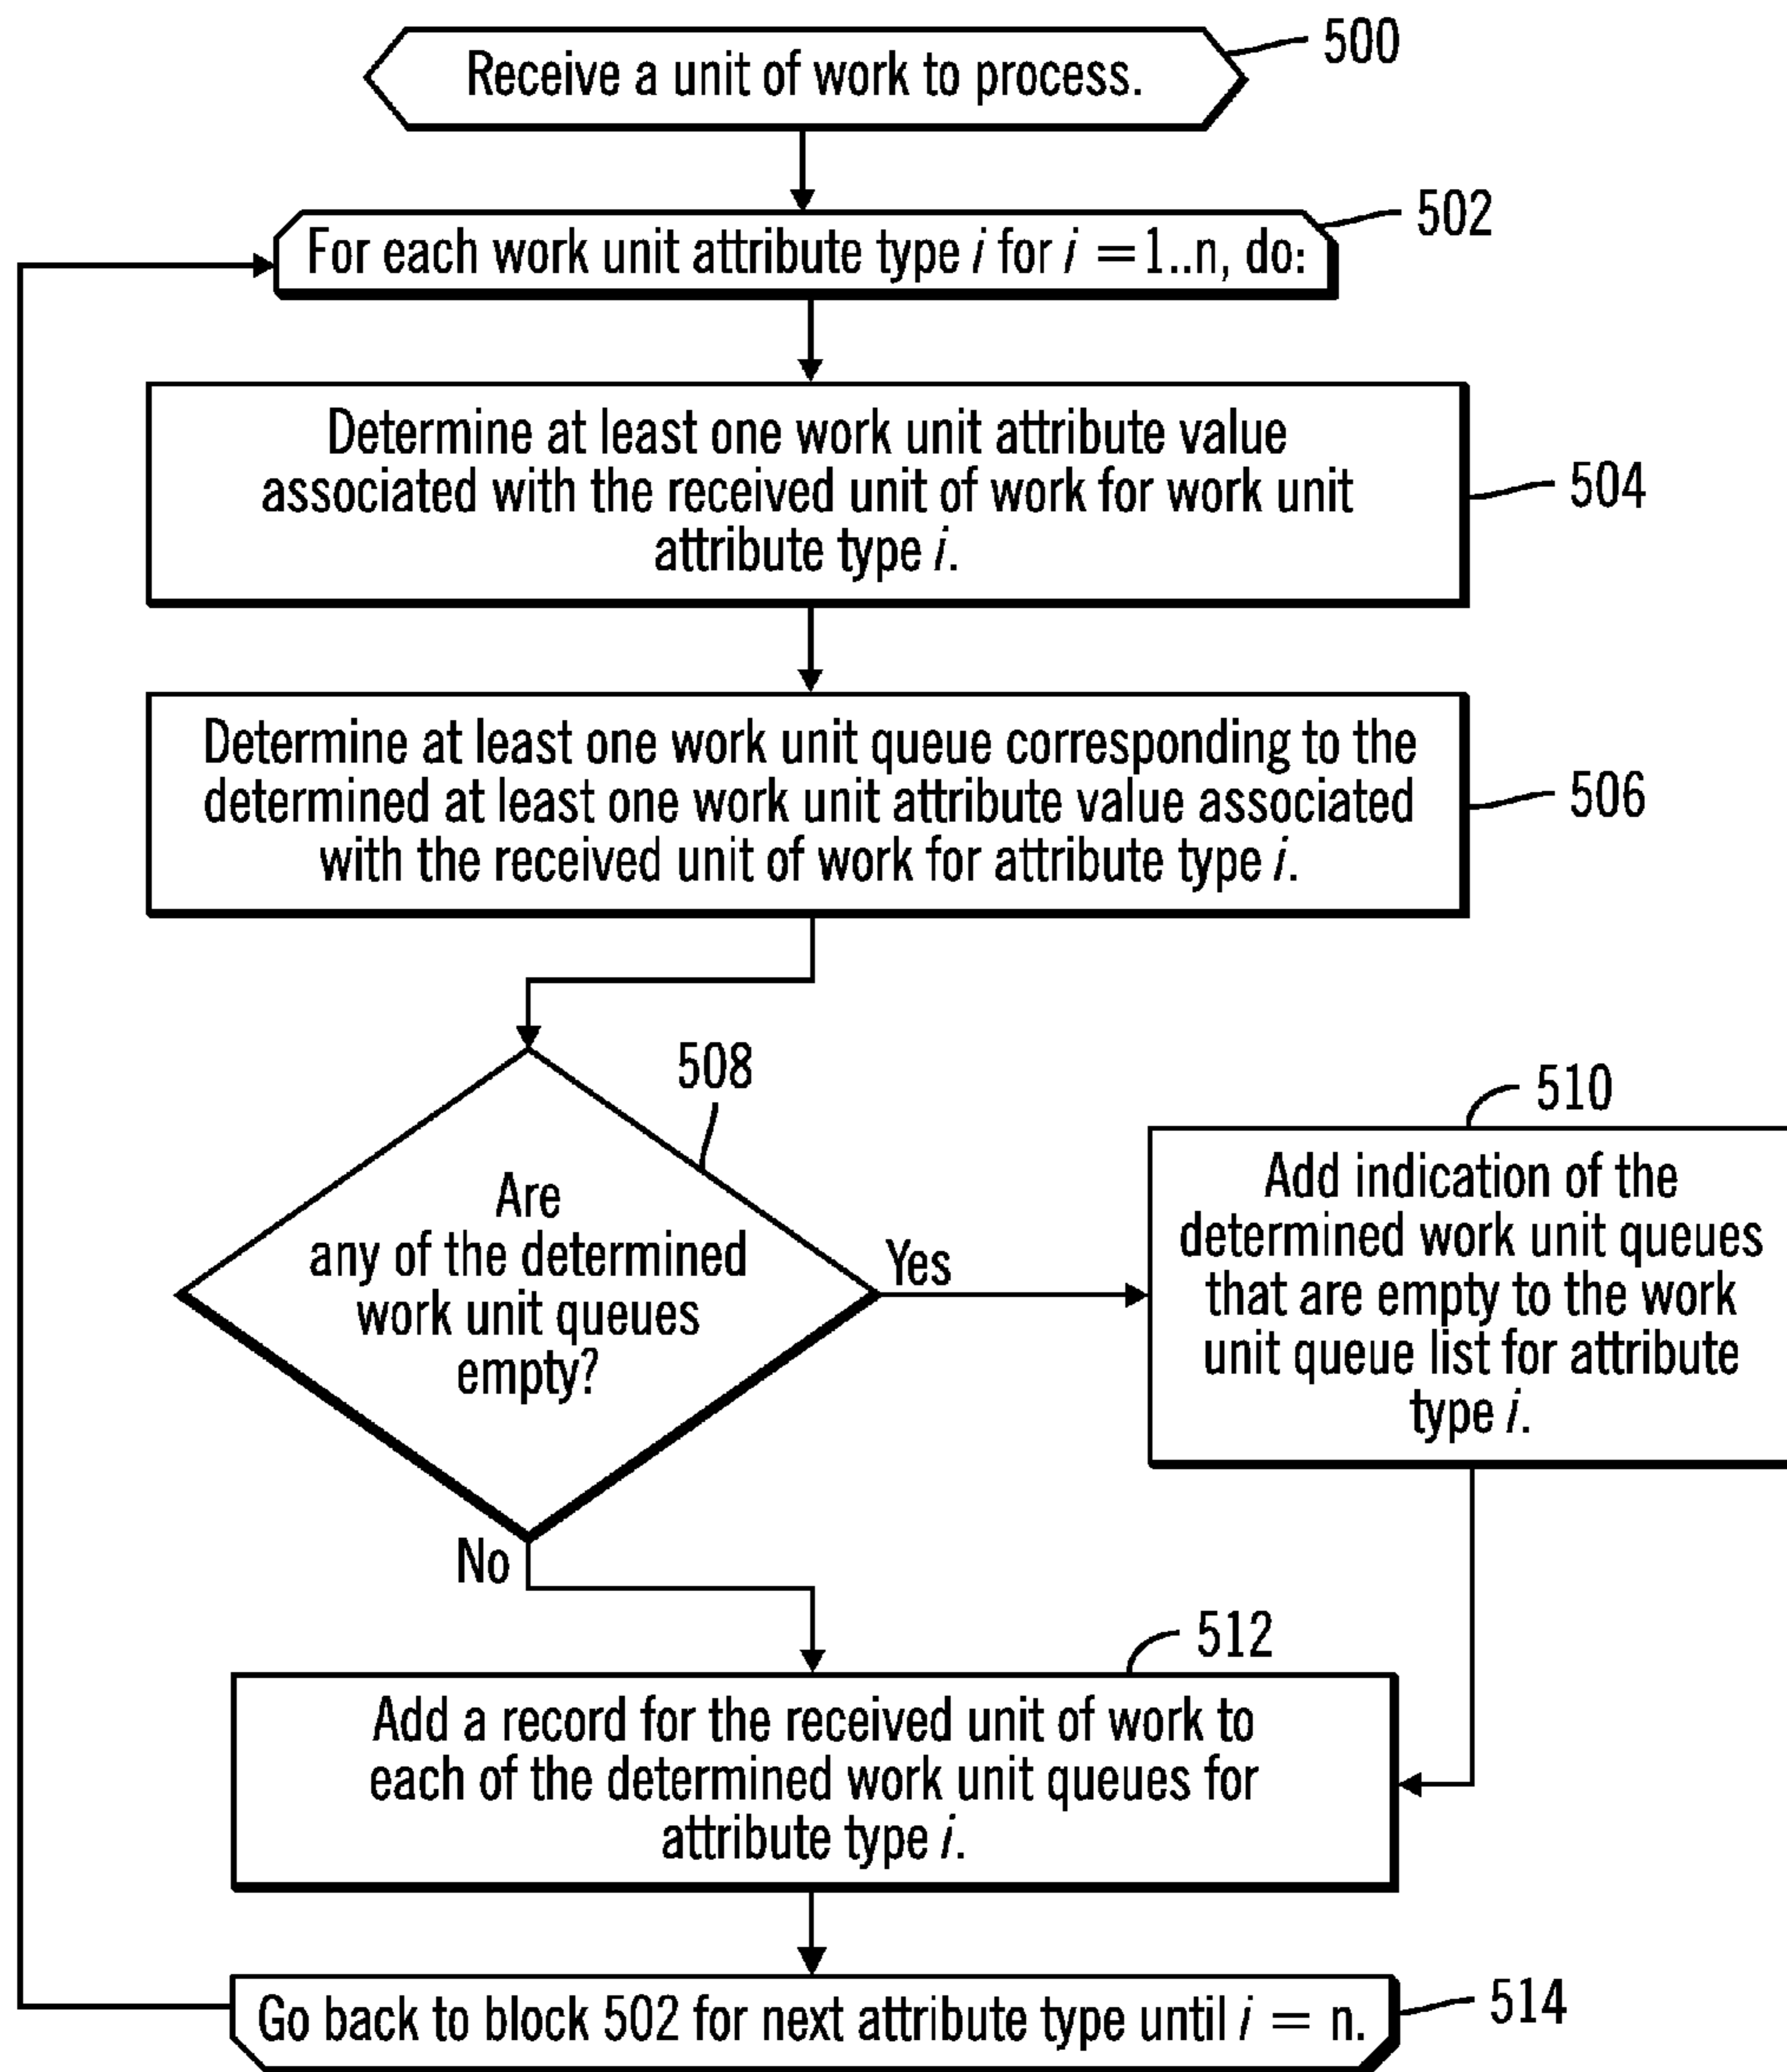 Receive a unit of work to process.
500
For each work unit attribute type i for i = 1..n, do:
502
Determine at least one work unit attribute value
associated with the received unit of work for work unit
attribute type i.
504
Determine at least one work unit queue corresponding to the
determined at least one work unit attribute value associated
with the received unit of work for attribute type i.
506
508
Are
any of the determined
work unit queues
empty?
Yes
No
510
Add indication of the
determined work unit queues
that are empty to the work
unit queue list for attribute
type i.
512
Add a record for the received unit of work to
each of the determined work unit queues for
attribute type i.
Go back to block 502 for next attribute type until i = n.
514